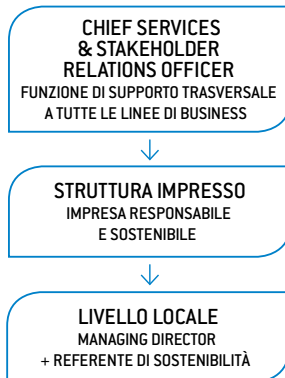 CHIEF SERVICES
& STAKEHOLDER
RELATIONS OFFICER
FUNZIONE DI SUPPORTO TRASVERSALE
A TUTTE LE LINEE DI BUSINESS
STRUTTURA IMPRESSO
IMPRESA RESPONSABILE
E SOSTENIBILE
LIVELLO LOCALE
MANAGING DIRECTOR
+ REFERENTE DI SOSTENIBILITÀ